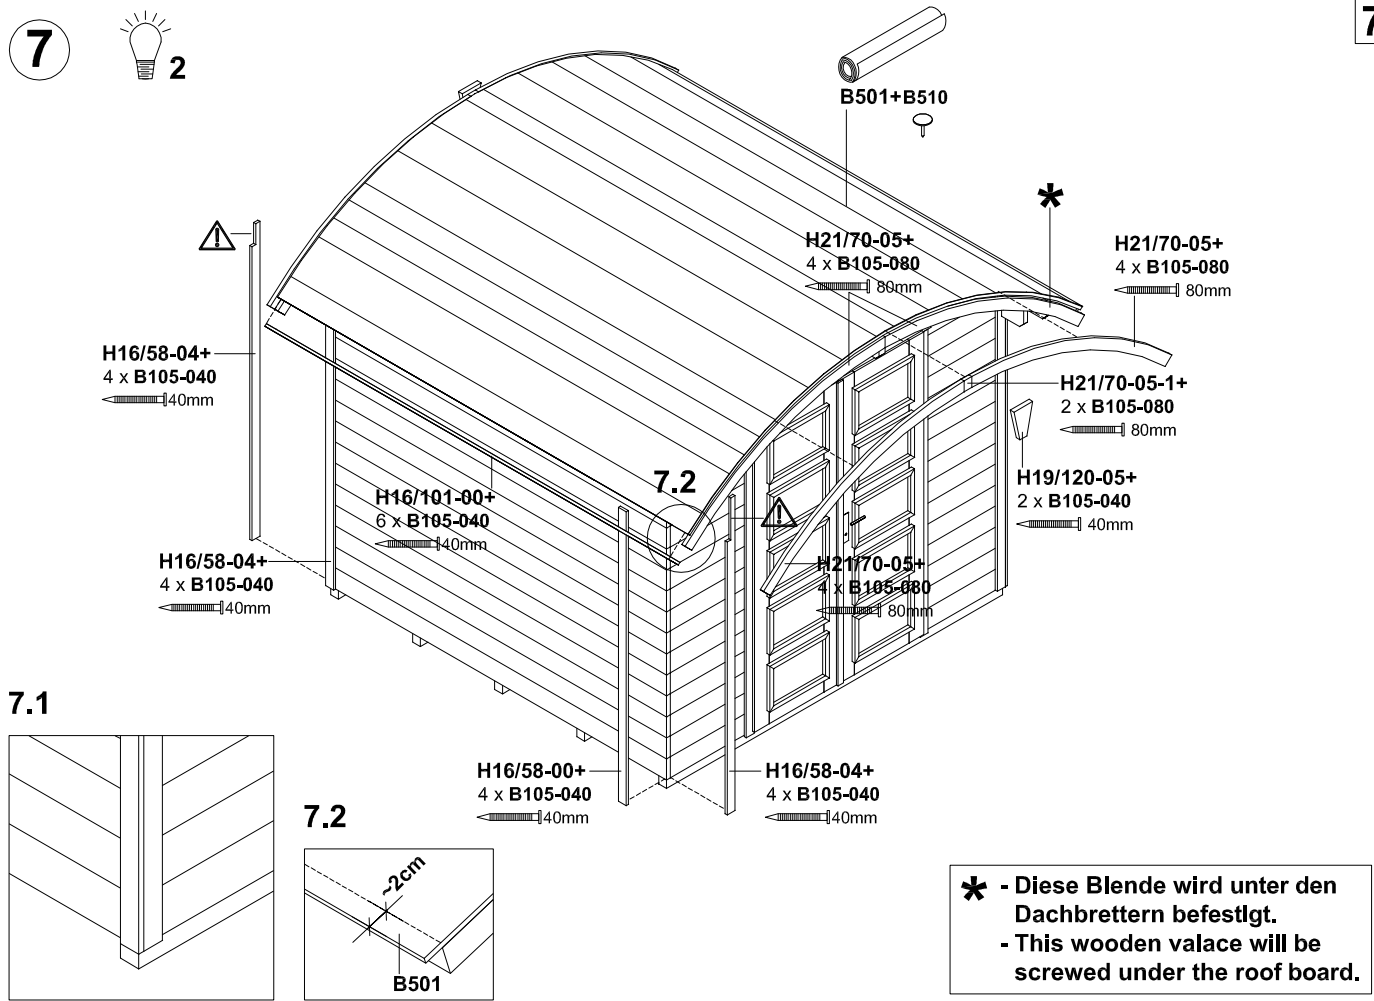 7
2
7
B501+B510
*
H21/70-05+
4 x B105-080
80mm
H21/70-05+
4 x B105-080
80mm
H16/58-04+
4 x B105-040
40mm
H21/70-05-1+
2 x B105-080
80mm
7.2
H19/120-05+
2 x B105-040
40mm
H16/101-00+
6 x B105-040
40mm
H16/58-04+
4 x B105-040
40mm
H21/70-05+
4 x B105-080
80mm
7.1
H16/58-00+
4 x B105-040
40mm
H16/58-04+
4 x B105-040
40mm
7.2
~2cm
B501
* - Diese Blende wird unter den
Dachbrettern befestIgt.
- This wooden valace will be
screwed under the roof board.